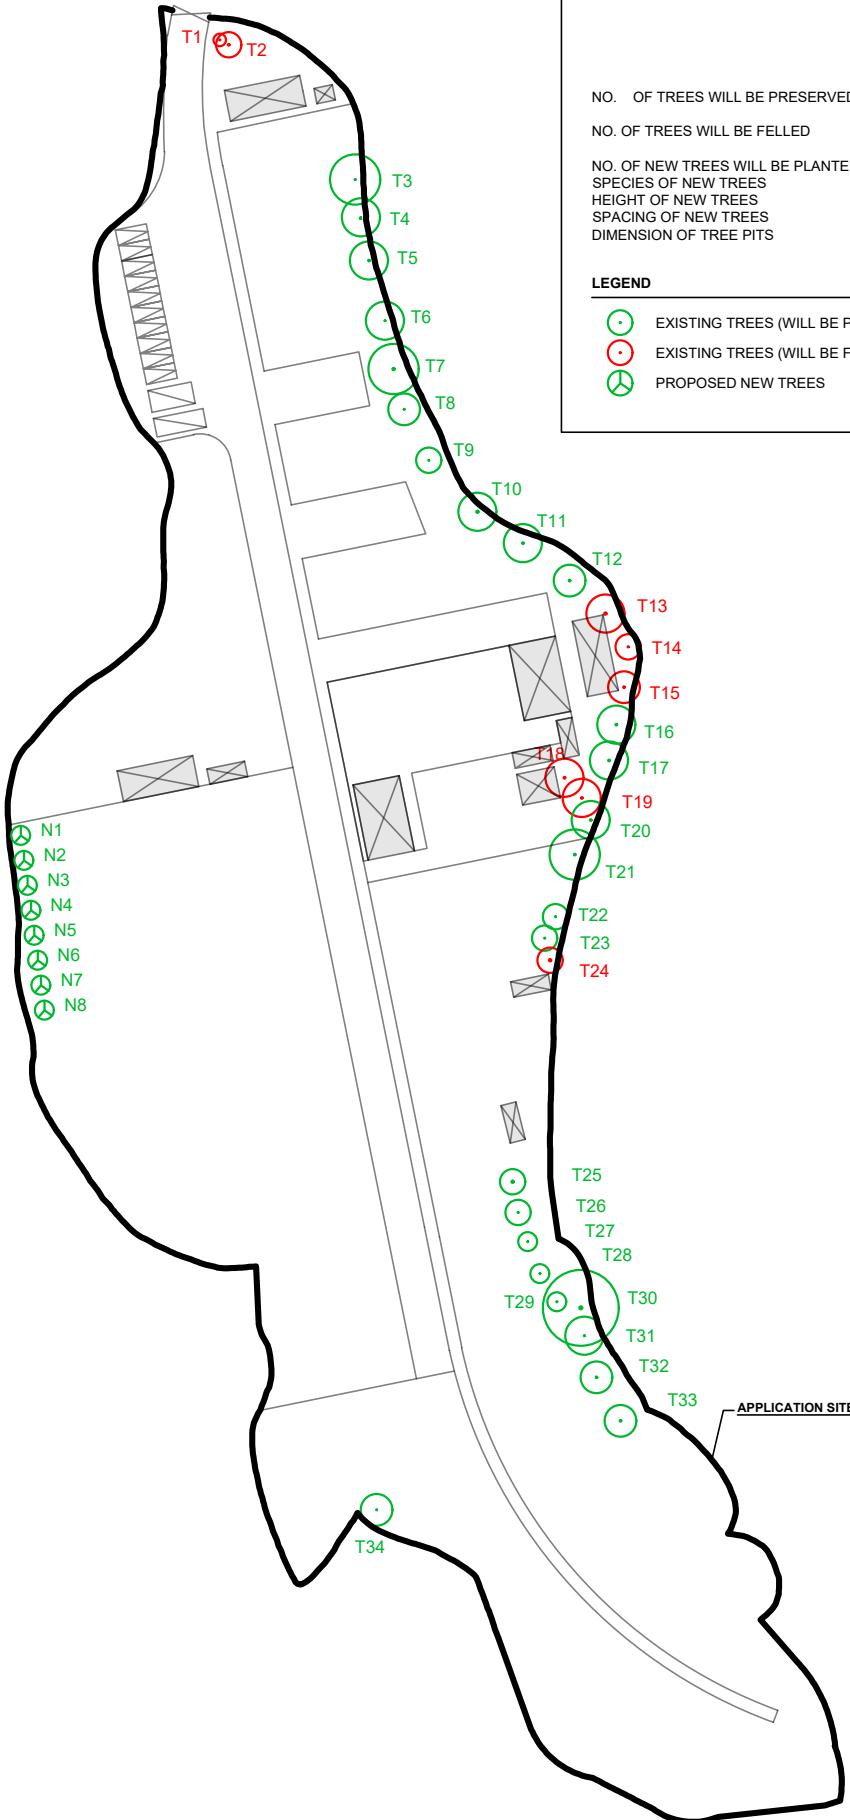 T1
T2
NO. OF TREES WILL BE PRESERVED
NO. OF TREES WILL BE FELLED
NO. OF NEW TREES WILL BE PLANTE
SPECIES OF NEW TREES
HEIGHT OF NEW TREES
SPACING OF NEW TREES
DIMENSION OF TREE PITS
LEGEND
EXISTING TREES (WILL BE P
EXISTING TREES (WILL BE F
PROPOSED NEW TREES
T3
T4
T5
T6
T7
T8
T9
T10
T11
T12
T13
T14
T15
T16
T17
T18
T19
T20
T21
T22
T23
T24
N1
N2
N3
N4
N5
N6
N7
N8
T25
T26
T27
T28
T29
T30
T31
T32
T33
APPLICATION SITE
T34